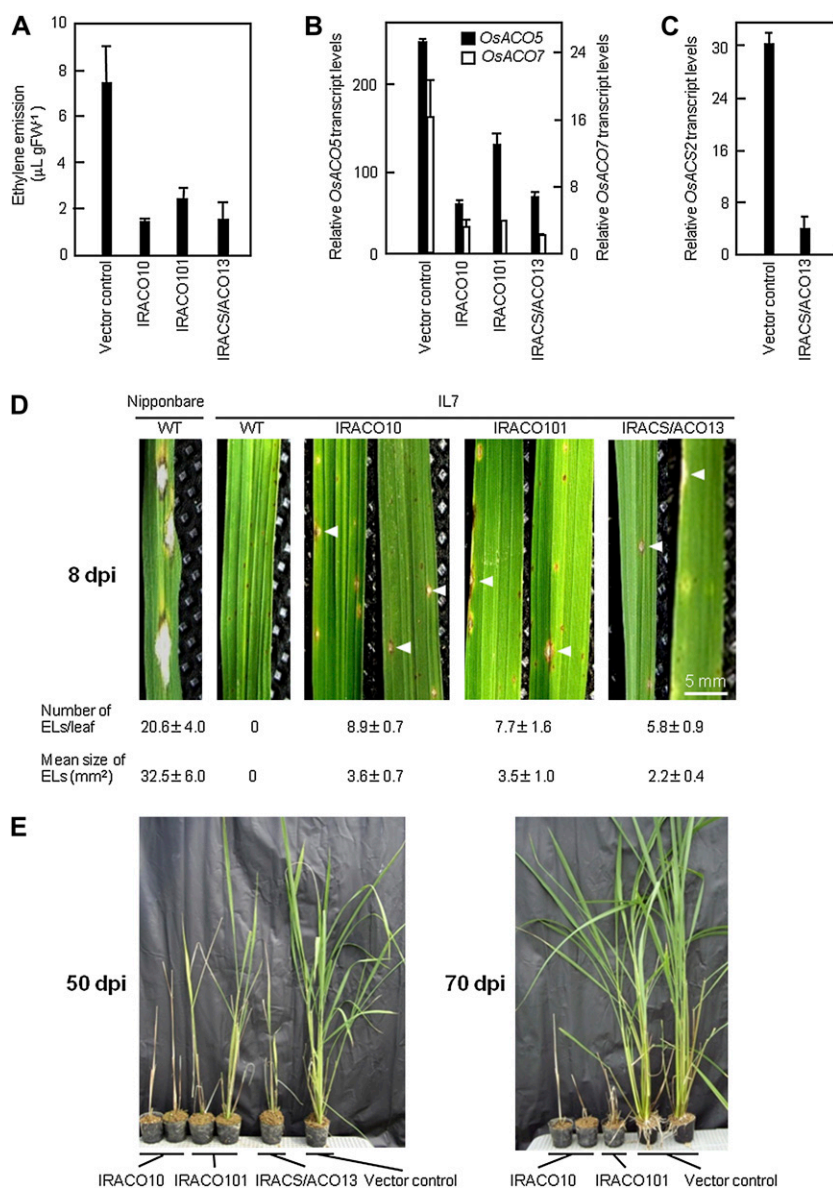 A
Ethylene emission
(μL gFW-1)
10
8
6
4
2
0
Vector control
IRACO10
IRACO101
IRACS/ACO13
B
OsACO5
OsACO7
Relative OsACO5 transcript levels
200
100
0
Relative OsACO7 transcript levels
24
16
8
0
Vector control
IRACO10
IRACO101
IRACS/ACO13
C
Relative OsACS2 transcript levels
30
24
16
8
0
Vector control
IRACS/ACO13
D
Nipponbare IL7
WT WT IRACO10 IRACO101 IRACS/ACO13
8 dpi
5 mm
Number of
ELs/leaf 20.6± 4.0 0 8.9± 0.7 7.7± 1.6 5.8± 0.9
Mean size of
ELs (mm²) 32.5± 6.0 0 3.6± 0.7 3.5± 1.0 2.2± 0.4
E
50 dpi
70 dpi
IRACO10 IRACO101 IRACS/ACO13 Vector control
IRACO10 IRACO101 Vector control